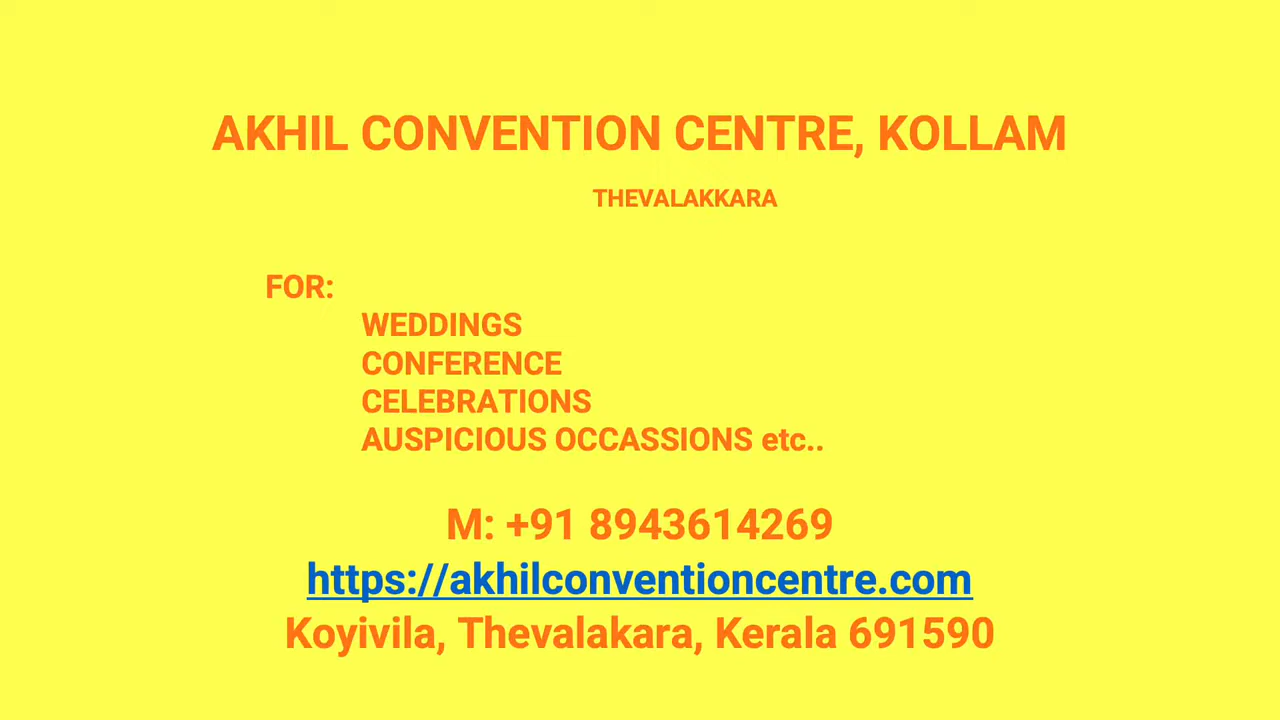 AKHIL CONVENTION CENTRE, KOLLAM
THEVALAKKARA
FOR:
WEDDINGS
CONFERENCE
CELEBRATIONS
AUSPICIOUS OCCASSIONS etc..
M: +91 8943614269
https://akhilconventioncentre.com
Koyivila, Thevalakara, Kerala 691590